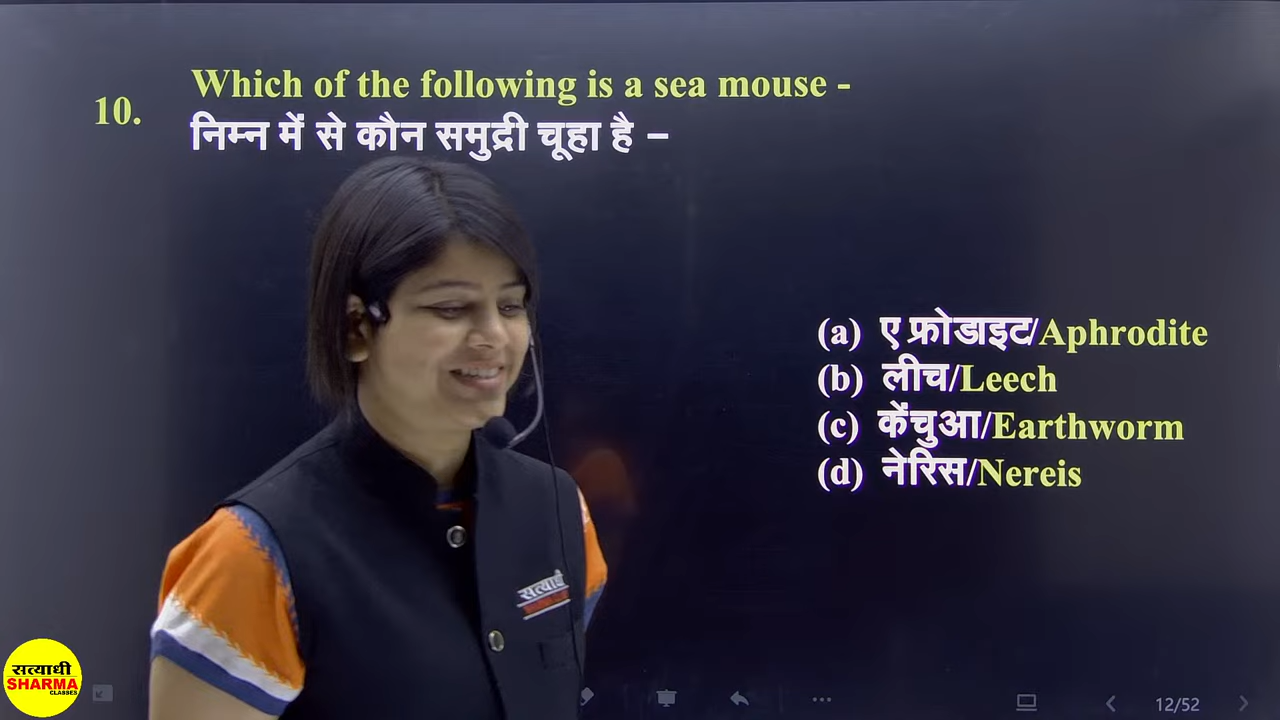 10.
Which of the following is a sea mouse -
निम्न में से कौन समुद्री चूहा है –
(a) ए फ्रोडाइट/Aphrodite
(b) लीच/Leech
(c) केंचुआ/Earthworm
(d) नेरिस/Nereis
सत्यार्थी
सत्याधी
SHARMA
CLASSES
12/52